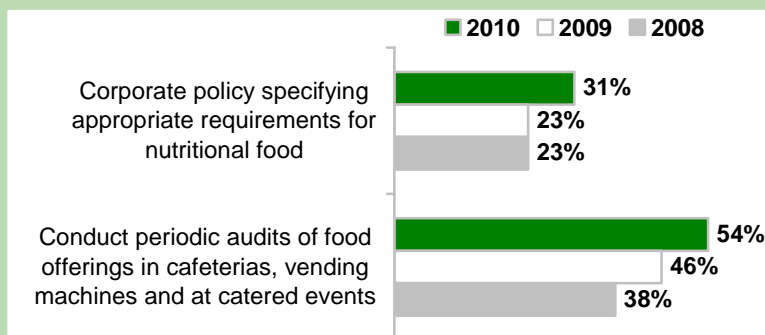 2010 2009 2008
Corporate policy specifying
appropriate requirements for
nutritional food
31%
23%
23%
Conduct periodic audits of food
offerings in cafeterias, vending
machines and at catered events
54%
46%
38%